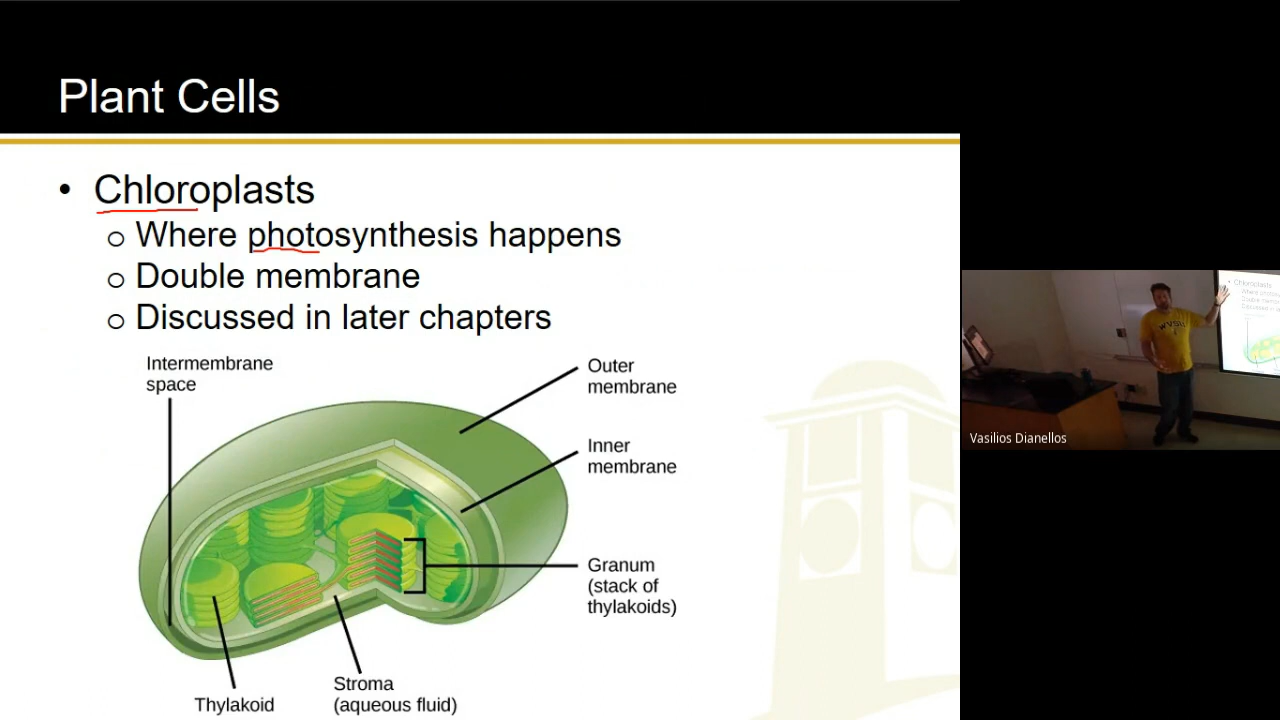 Plant Cells
• Chloroplasts
o Where photosynthesis happens
o Double membrane
o Discussed in later chapters
Intermembrane
space
Outer
membrane
Inner
membrane
Granum
(stack of
thylakoids)
Thylakoid
Stroma
(aqueous fluid)
Chloroplasts
Vasilios Dianellos